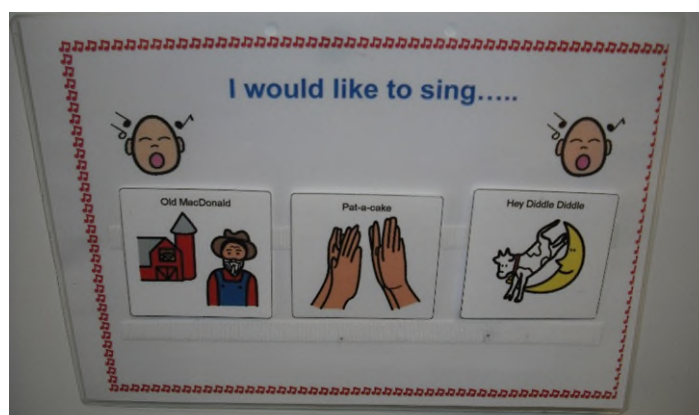 I would like to sing.....
Old MacDonald
Pat-a-cake
Hey Diddle Diddle